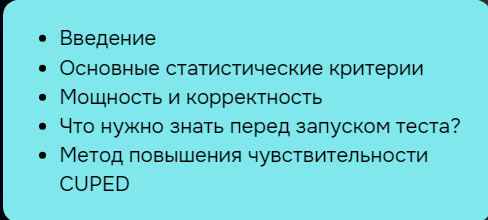 • Введение
• Основные статистические критерии
• Мощность и корректность
• Что нужно знать перед запуском теста?
• Метод повышения чувствительности
CUPED